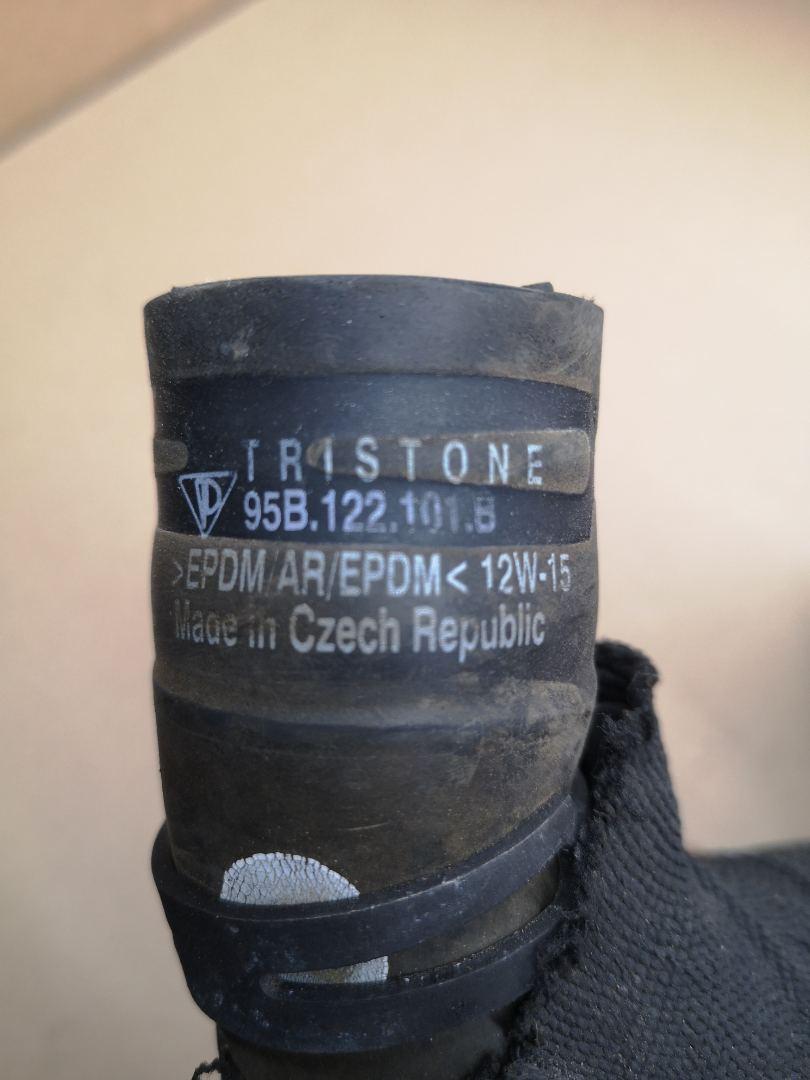 TRISTONE
95B.122.101.B
>EPDM/AR/EPDM< 12W-15
Made in Czech Republic